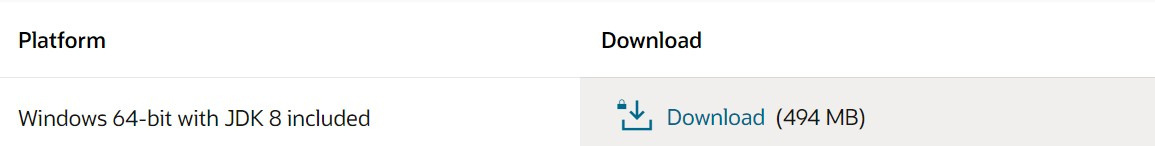 Platform Download
Windows 64-bit with JDK 8 included Download (494 MB)